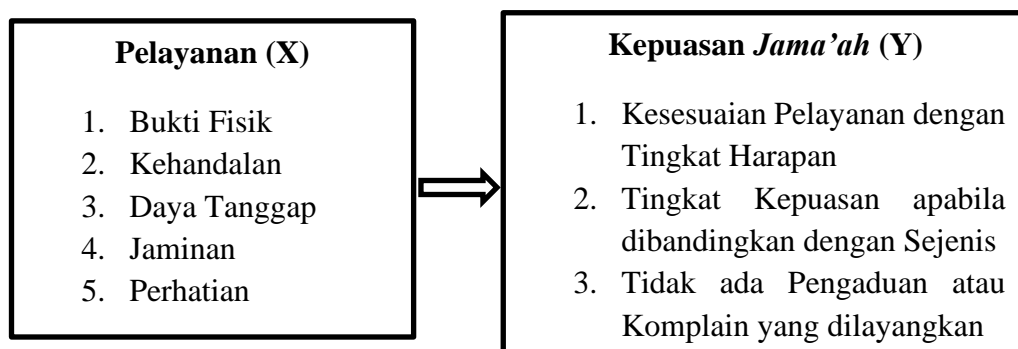 Pelayanan (X)
1. Bukti Fisik
2. Kehandalan
3. Daya Tanggap
4. Jaminan
5. Perhatian
Kepuasan Jama’ah (Y)
1. Kesesuaian Pelayanan dengan
Tingkat Harapan
2. Tingkat Kepuasan apabila
dibandingkan dengan Sejenis
3. Tidak ada Pengaduan atau
Komplain yang dilayangkan